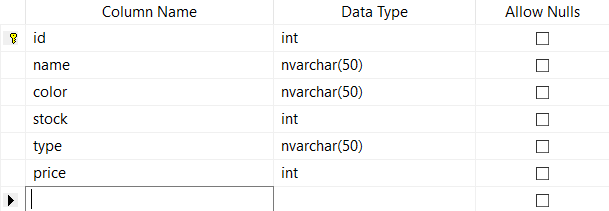 Column Name Data Type Allow Nulls
id int
name nvarchar(50)
color nvarchar(50)
stock int
type nvarchar(50)
price int